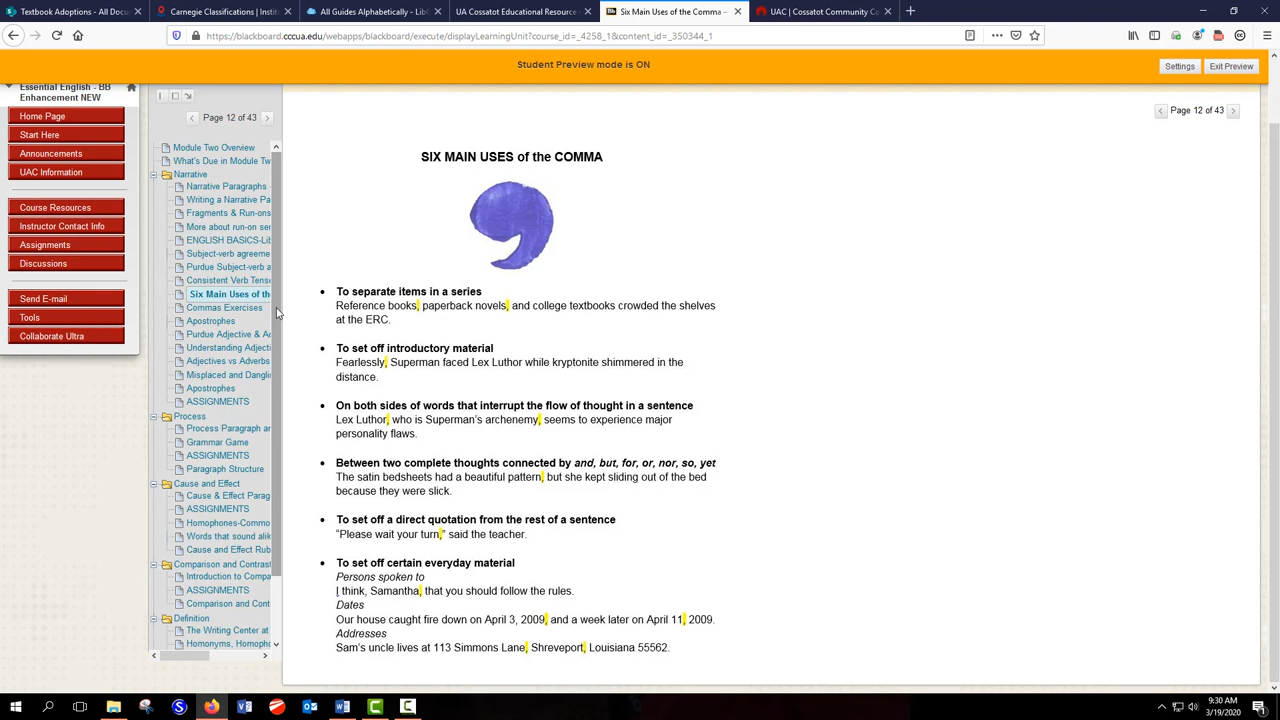 Textbook Adoptions - All Docum
Carnegie Classifications | Institu
All Guides Alphabetically - LibG
UA Cossatot Educational Resource
Six Main Uses of the Comma –
UAC | Cossatot Community Co
https://blackboard.cccua.edu/webapps/blackboard/execute/displayLearningUnit?course_id=_4258_1&content_id=_350344_1
Student Preview mode is ON
Settings
Exit Preview
Essential English - BB
Enhancement NEW
Home Page
Start Here
Announcements
UAC Information
Course Resources
Instructor Contact Info
Assignments
Discussions
Send E-mail
Tools
Collaborate Ultra
Page 12 of 43
Module Two Overview
What's Due in Module Tw
Narrative
Narrative Paragraphs -
Writing a Narrative Pa
Fragments & Run-ons
More about run-on sen
ENGLISH BASICS-Lib
Subject-verb agreeme
Purdue Subject-verb a
Consistent Verb Tense
Six Main Uses of th
Commas Exercises
Apostrophes
Purdue Adjective & Ad
Understanding Adjecti
Adjectives vs Adverbs
Misplaced and Dangli
Apostrophes
ASSIGNMENTS
Process
Process Paragraph an
Grammar Game
ASSIGNMENTS
Paragraph Structure
Cause and Effect
Cause & Effect Parag
ASSIGNMENTS
Homophones-Commo
Words that sound alik
Cause and Effect Rub
Comparison and Contrast
Introduction to Compa
ASSIGNMENTS
Comparison and Cont
Definition
The Writing Center at
Homonyms, Homopho
Page 12 of 43
SIX MAIN USES of the COMMA
• To separate items in a series
Reference books, paperback novels, and college textbooks crowded the shelves
at the ERC.
• To set off introductory material
Fearlessly, Superman faced Lex Luthor while kryptonite shimmered in the
distance.
• On both sides of words that interrupt the flow of thought in a sentence
Lex Luthor, who is Superman's archenemy, seems to experience major
personality flaws.
• Between two complete thoughts connected by and, but, for, or, nor, so, yet
The satin bedsheets had a beautiful pattern, but she kept sliding out of the bed
because they were slick.
• To set off a direct quotation from the rest of a sentence
“Please wait your turn,” said the teacher.
• To set off certain everyday material
Persons spoken to
I think, Samantha, that you should follow the rules.
Dates
Our house caught fire down on April 3, 2009, and a week later on April 11, 2009.
Addresses
Sam's uncle lives at 113 Simmons Lane, Shreveport, Louisiana 55562.
9:30 AM
3/19/2020